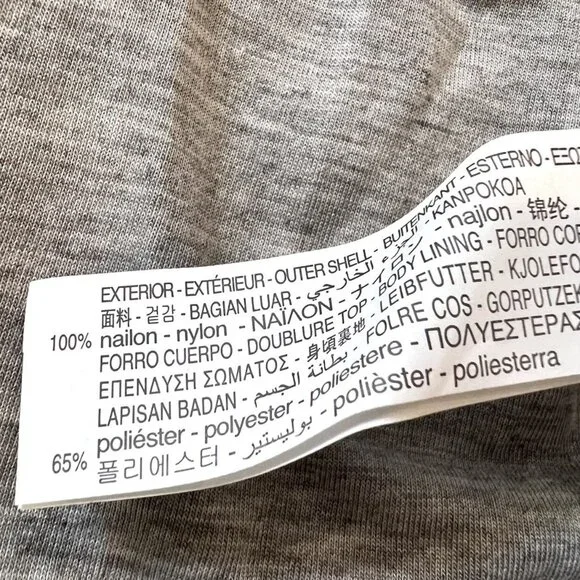 EXTERIOR - EXTÉRIEUR - OUTER SHELL - BUITENKANT - ESTERNO - ΕΞΩ
面料 - 겉감 - BAGIAN LUAR - الجزء الخارجي - KANPOKOA
100% nailon - nylon - ΝΑΪΛΟΝ - ナイロン - najlon - 锦纶 -
FORRO CUERPO - DOUBLURE TOP - BODY LINING - FORRO COR
ΕΠΕΝΔΥΣΗ ΣΩΜΑΤΟΣ - 身頃裏地 - LEIBFUTTER - KJOLEFO
LAPISAN BADAN - بطانة الجسم - FOLRE COS - GORPUTZEK
65% poliéster - polyester - poliestere - ΠΟΛΥΕΣΤΕΡΑΣ
폴리에스터 - بوليستير - polièster - poliesterra